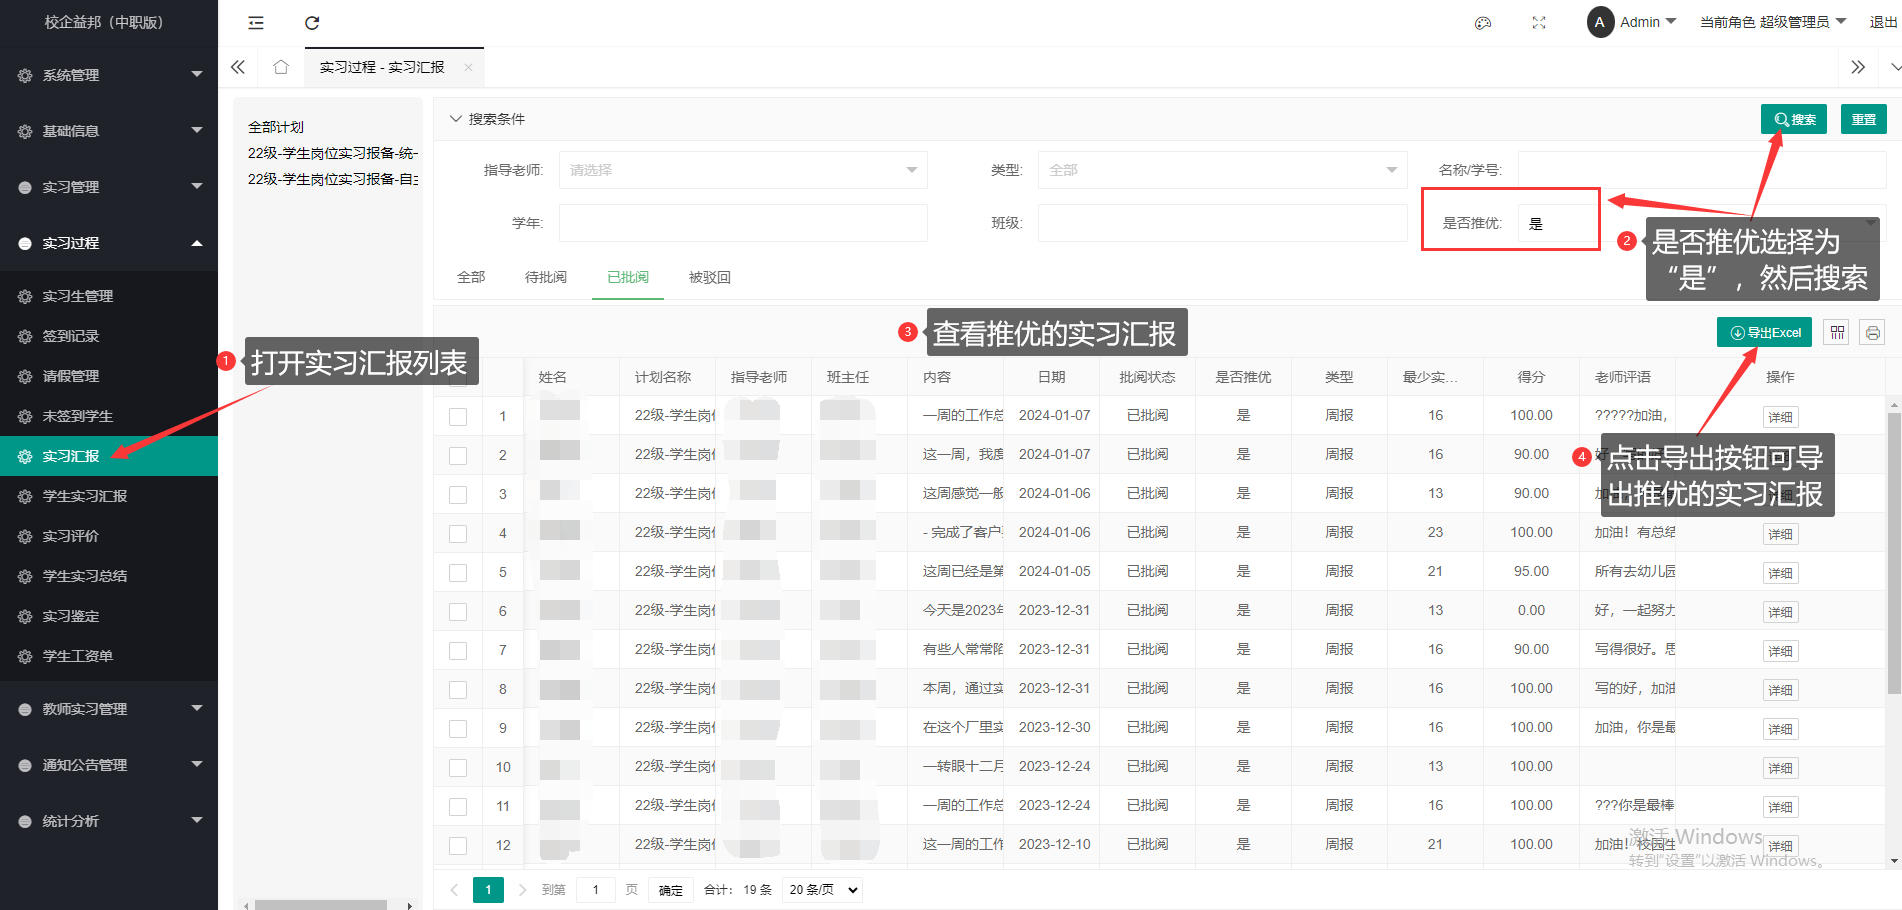 校企益邦（中职版）
系统管理
基础信息
实习管理
实习过程
实习生管理
签到记录
请假管理
未签到学生
实习汇报
学生实习汇报
实习评价
学生实习总结
实习鉴定
学生工资单
教师实习管理
通知公告管理
统计分析
A Admin 当前角色 超级管理员 退出
实习过程 - 实习汇报 ×
全部计划
22级-学生岗位实习报备-统一
22级-学生岗位实习报备-自主
搜索条件 搜索 重置
指导老师: 请选择 类型: 全部 名称/学号:
学年: 班级: 是否推优: 是
全部 待批阅 已批阅 被驳回
1 打开实习汇报列表
2 是否推优选择为
“是”，然后搜索
3 查看推优的实习汇报
4 点击导出按钮可导
出推优的实习汇报
导出Excel
姓名 计划名称 指导老师 班主任 内容 日期 批阅状态 是否推优 类型 最少实... 得分 老师评语 操作
1 22级-学生岗位 一周的工作总 2024-01-07 已批阅 是 周报 16 100.00 ?????加油， 详细
2 22级-学生岗位 这一周，我度 2024-01-07 已批阅 是 周报 16 90.00 好
3 22级-学生岗位 这周感觉一般 2024-01-06 已批阅 是 周报 13 90.00 加
4 22级-学生岗位 - 完成了客户 2024-01-06 已批阅 是 周报 23 100.00 加油！有总结 详细
5 22级-学生岗位 这周已经是第 2024-01-05 已批阅 是 周报 21 95.00 所有去幼儿园 详细
6 22级-学生岗位 今天是2023年 2023-12-31 已批阅 是 周报 13 0.00 好，一起努力 详细
7 22级-学生岗位 有些人常常陷 2023-12-31 已批阅 是 周报 16 90.00 写得很好。思 详细
8 22级-学生岗位 本周，通过实 2023-12-31 已批阅 是 周报 16 100.00 写的好，加油 详细
9 22级-学生岗位 在这个厂里实 2023-12-30 已批阅 是 周报 16 100.00 加油，你是最 详细
10 22级-学生岗位 一转眼十二月 2023-12-24 已批阅 是 周报 13 100.00 详细
11 22级-学生岗位 一周的工作总 2023-12-24 已批阅 是 周报 16 100.00 ???你是最棒 详细
12 22级-学生岗位 这一周的工作 2023-12-10 已批阅 是 周报 21 100.00 加油！校园生 详细
激活 Windows
转到“设置”以激活 Windows。
1 到第 1 页 确定 合计： 19 条 20 条/页